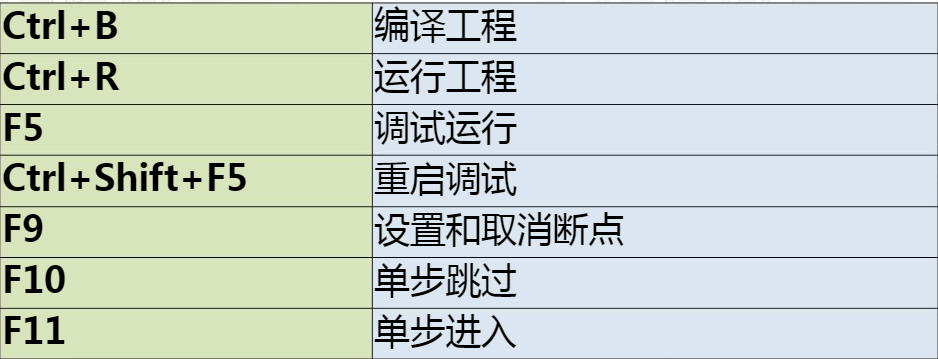 Ctrl+B 编译工程
Ctrl+R 运行工程
F5 调试运行
Ctrl+Shift+F5 重启调试
F9 设置和取消断点
F10 单步跳过
F11 单步进入